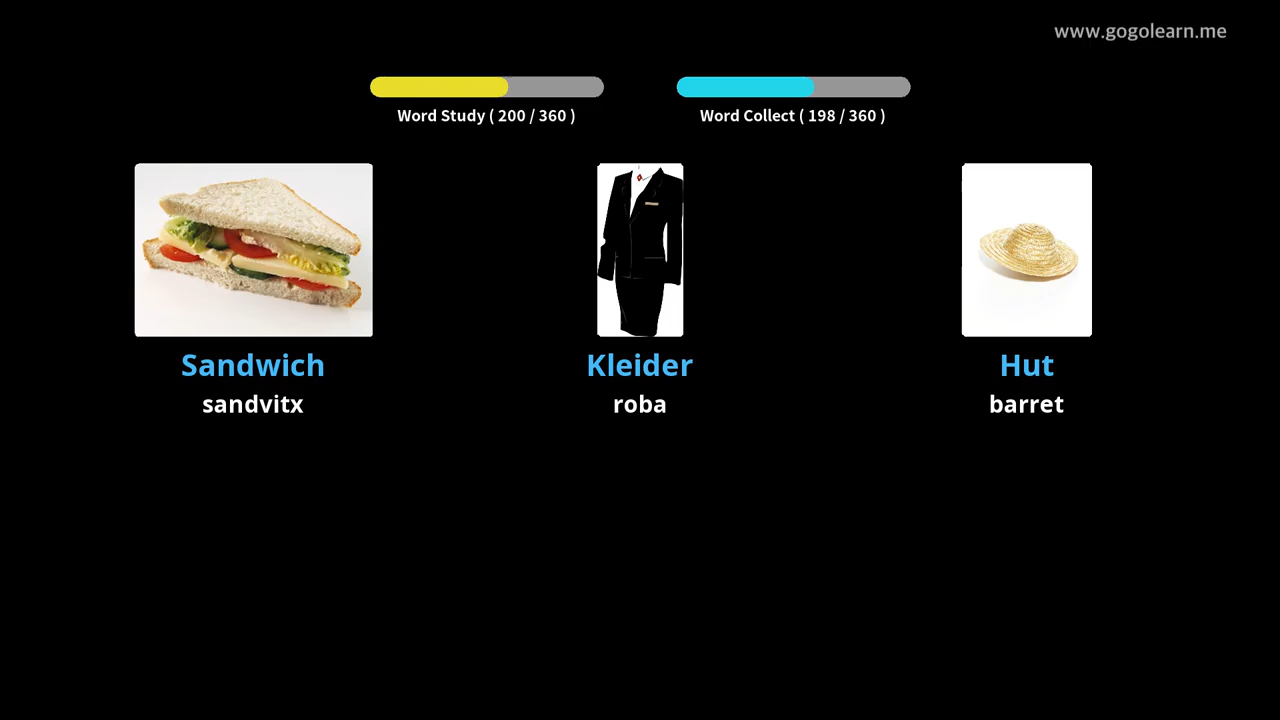 www.gogolearn.me
Word Study ( 200 / 360 )
Word Collect ( 198 / 360 )
Sandwich
sandvitx
Kleider
roba
Hut
barret